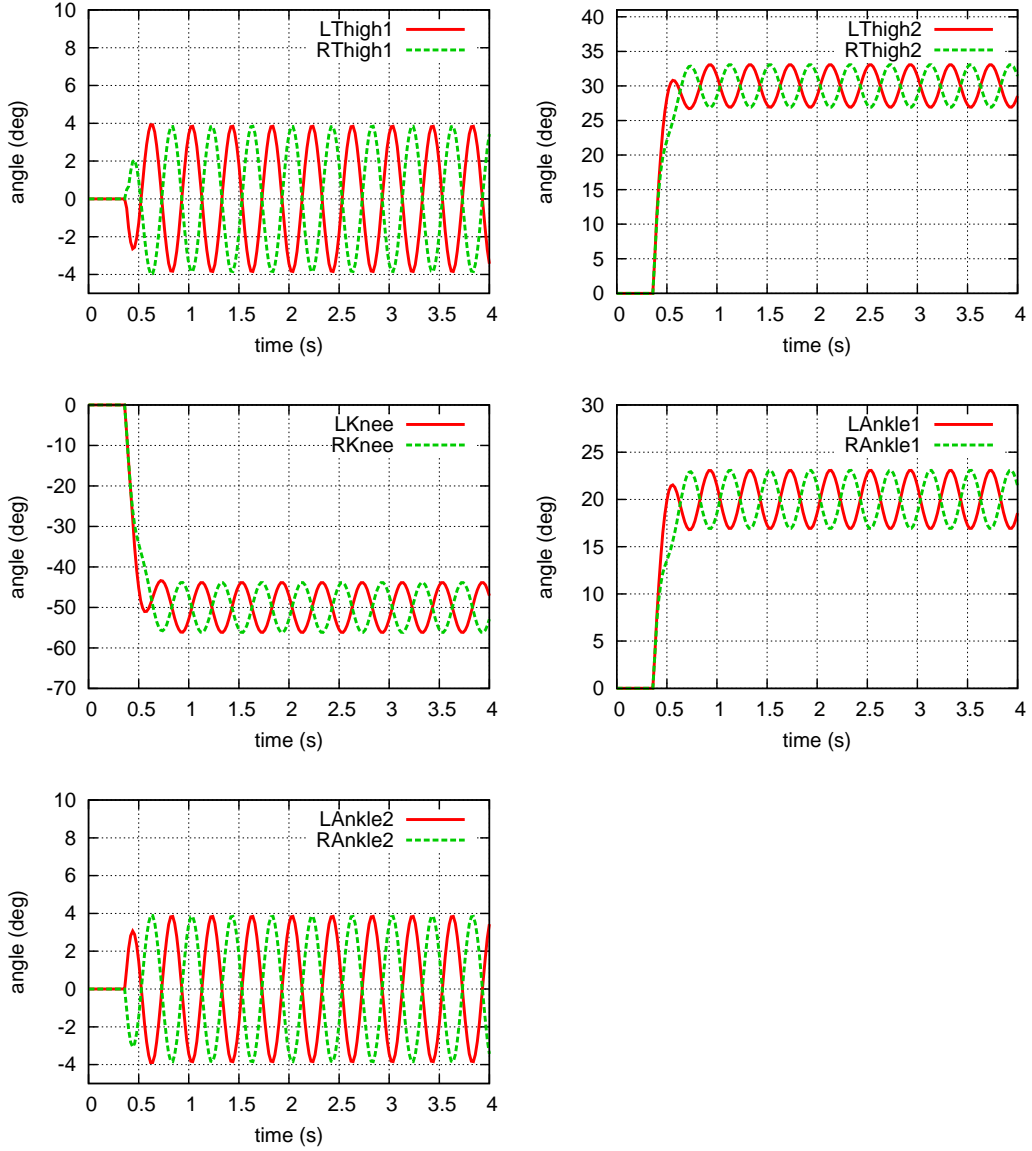 10
8
6
4
2
0
-2
-4
angle (deg)
LThigh1
RThigh1
0 0.5 1 1.5 2 2.5 3 3.5 4
time (s)
40
35
30
25
20
15
10
5
0
angle (deg)
LThigh2
RThigh2
0 0.5 1 1.5 2 2.5 3 3.5 4
time (s)
0
-10
-20
-30
-40
-50
-60
-70
angle (deg)
LKnee
RKnee
0 0.5 1 1.5 2 2.5 3 3.5 4
time (s)
30
25
20
15
10
5
0
angle (deg)
LAnkle1
RAnkle1
0 0.5 1 1.5 2 2.5 3 3.5 4
time (s)
10
8
6
4
2
0
-2
-4
angle (deg)
LAnkle2
RAnkle2
0 0.5 1 1.5 2 2.5 3 3.5 4
time (s)